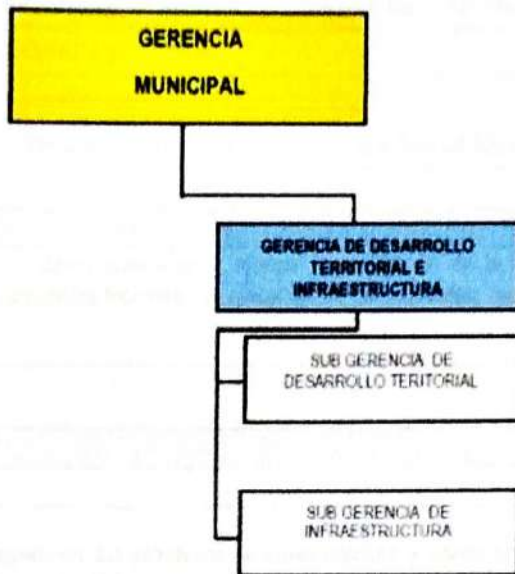 GERENCIA
MUNICIPAL
GERENCIA DE DESARROLLO
TERRITORIAL E
INFRAESTRUCTURA
SUB GERENCIA DE
DESARROLLO TERITORIAL
SUB GERENCIA DE
INFRAESTRUCTURA